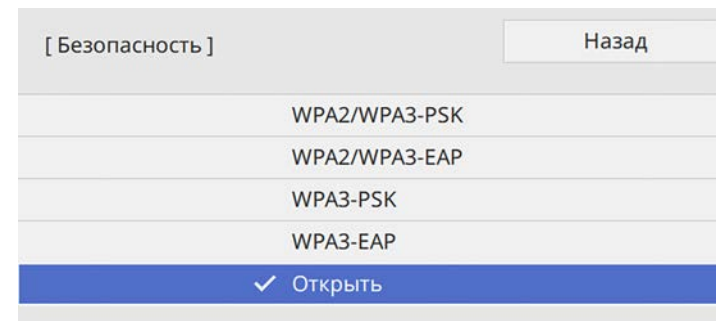 [ Безопасность ]
Назад
WPA2/WPA3-PSK
WPA2/WPA3-EAP
WPA3-PSK
WPA3-EAP
Открыть